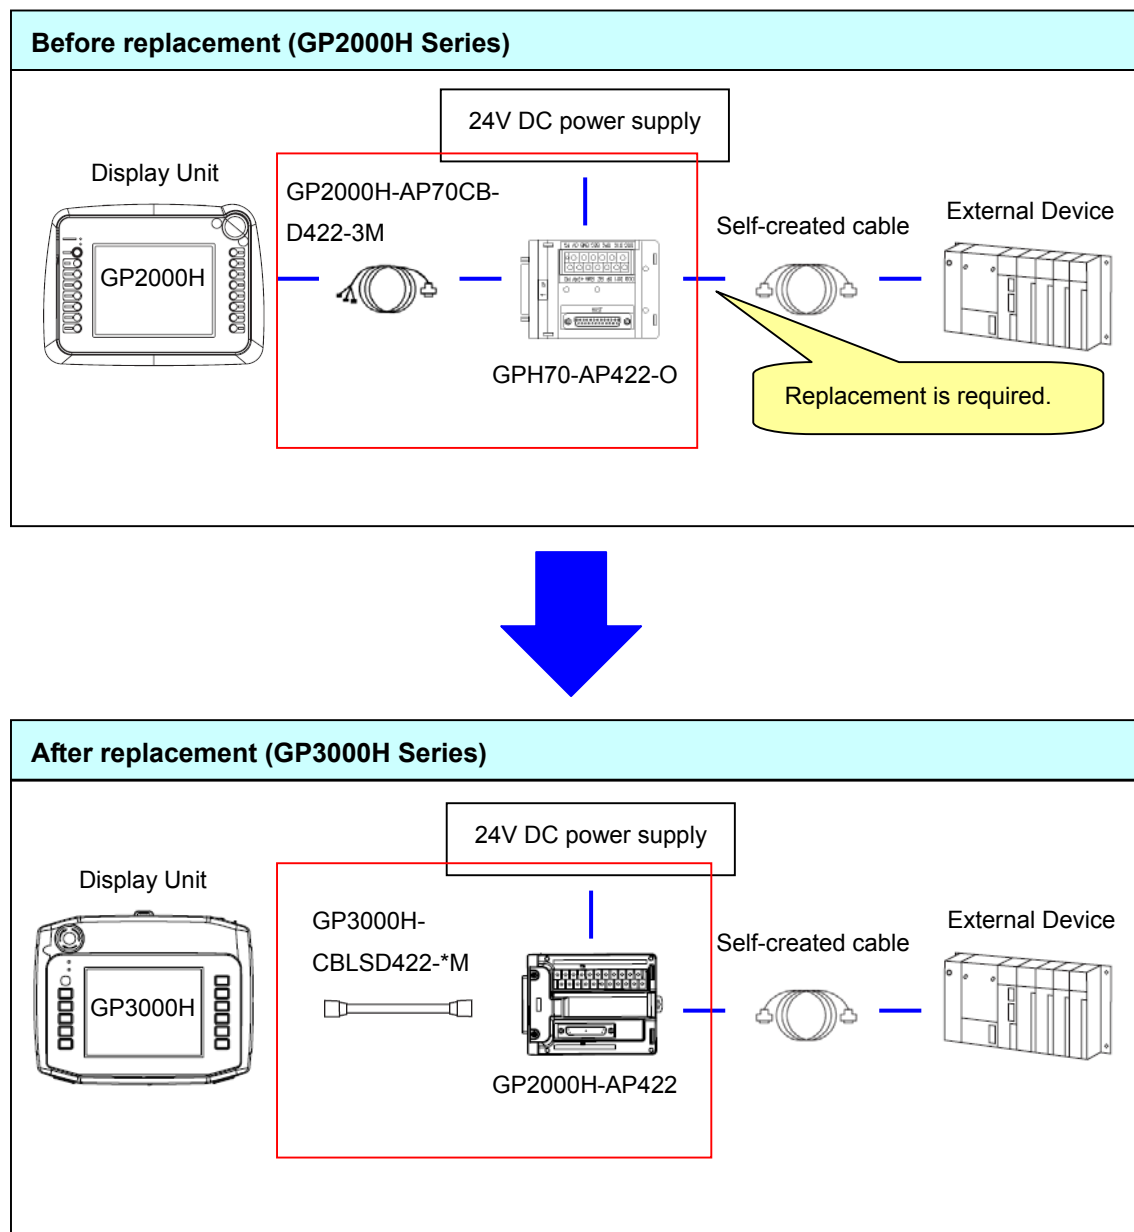 Before replacement (GP2000H Series)
24V DC power supply
Display Unit
GP2000H-AP70CB-
D422-3M
Self-created cable
External Device
GP2000H
GPH70-AP422-O
Replacement is required.
After replacement (GP3000H Series)
24V DC power supply
Display Unit
GP3000H-
CBLSD422-*M
Self-created cable
External Device
GP3000H
GP2000H-AP422